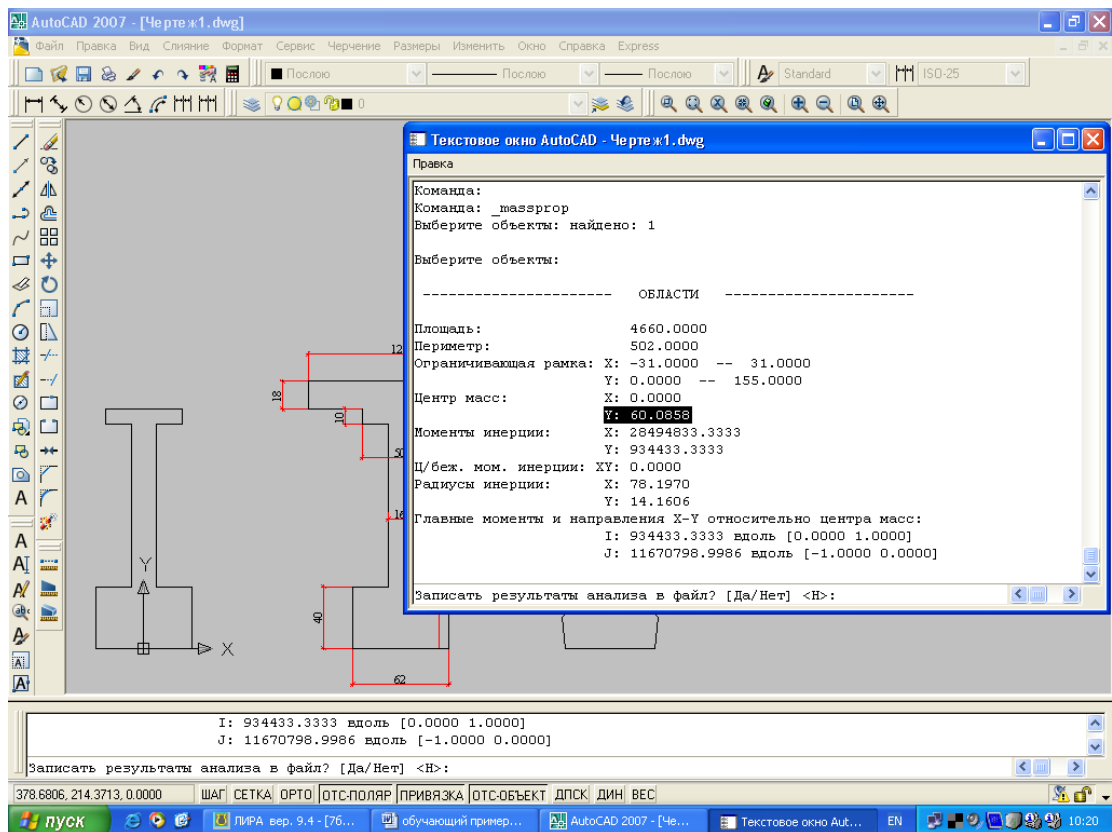 AutoCAD 2007 - [Чертеж1.dwg]
Файл Правка Вид Слияние Формат Сервис Черчение Размеры Изменить Окно Справка Express
Послою Послою Послою Standard ISO-25
0
Текстовое окно AutoCAD - Чертеж1.dwg
Правка
Команда:
Команда: _massprop
Выберите объекты: найдено: 1
Выберите объекты:
----------------------- ОБЛАСТИ -----------------------
Площадь: 4660.0000
Периметр: 502.0000
Ограничивающая рамка: X: -31.0000 -- 31.0000
Y: 0.0000 -- 155.0000
Центр масс: X: 0.0000
Y: 60.0858
Моменты инерции: X: 28494833.3333
Y: 934433.3333
Ц/беж. мом. инерции: XY: 0.0000
Радиусы инерции: X: 78.1970
Y: 14.1606
Главные моменты и направления X-Y относительно центра масс:
I: 934433.3333 вдоль [0.0000 1.0000]
J: 11670798.9986 вдоль [-1.0000 0.0000]
Записать результаты анализа в файл? [Да/Нет] <Н>:
12
18
10
50
16
40
62
Y
X
I: 934433.3333 вдоль [0.0000 1.0000]
J: 11670798.9986 вдоль [-1.0000 0.0000]
Записать результаты анализа в файл? [Да/Нет] <Н>:
378.6806, 214.3713, 0.0000 ШАГ СЕТКА ОРТО ОТС-ПОЛЯР ПРИВЯЗКА ОТС-ОБЪЕКТ ДПСК ДИН ВЕС
пуск ЛИРА вер. 9.4 - [76... обучающий пример... AutoCAD 2007 - [Че... Текстовое окно Aut... EN 10:20